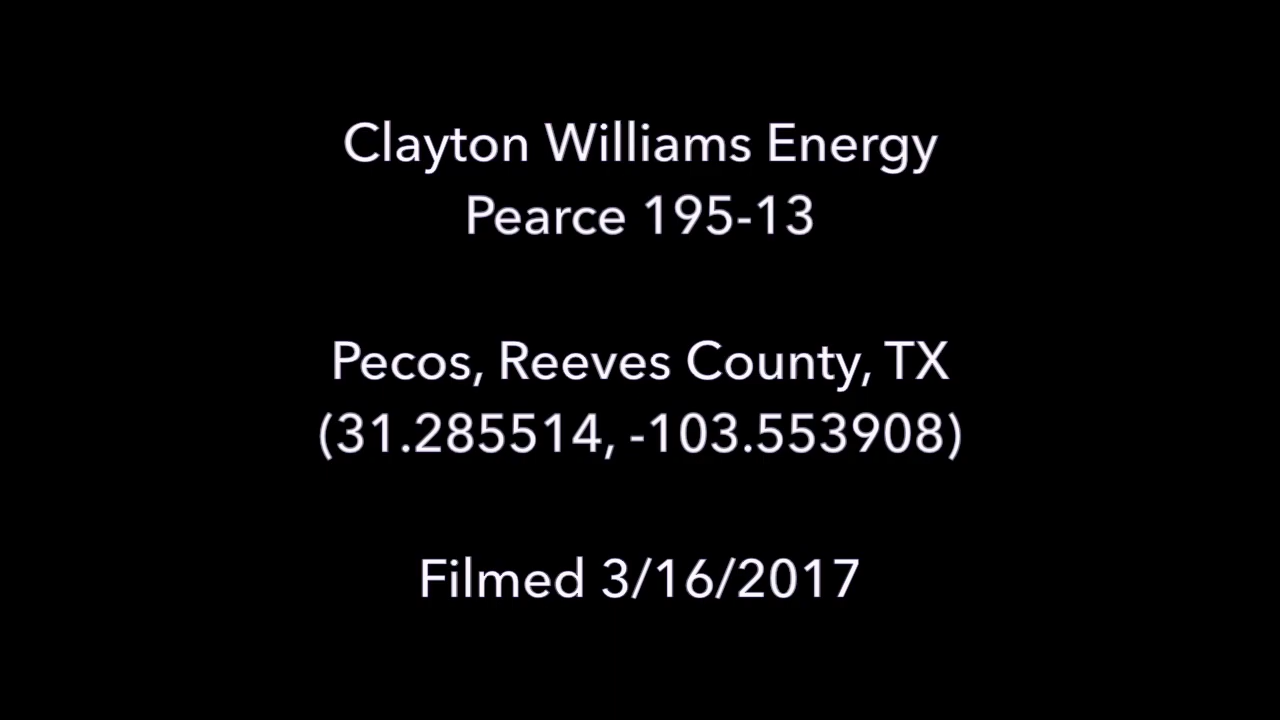 Clayton Williams Energy
Pearce 195-13
Pecos, Reeves County, TX
(31.285514, -103.553908)
Filmed 3/16/2017